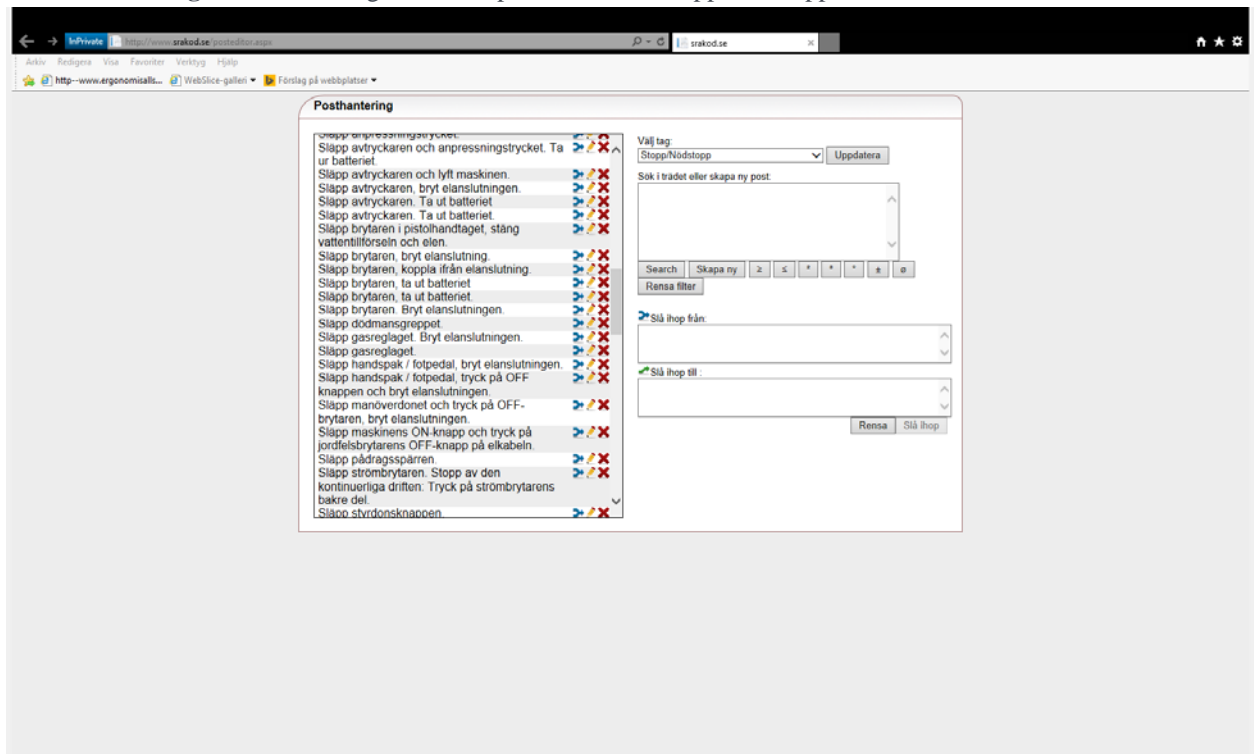 InPrivate http://www.srakod.se/posteditor.aspx srakod.se
Arkiv Redigera Visa Favoriter Verktyg Hjälp
http--www.ergonomisalls... WebSlice-galleri Förslag på webbplatser
Posthantering
Släpp anpressningstrycket.
Släpp avtryckaren och anpressningstrycket. Ta
ur batteriet.
Släpp avtryckaren och lyft maskinen.
Släpp avtryckaren, bryt elanslutningen.
Släpp avtryckaren. Ta ut batteriet
Släpp avtryckaren. Ta ut batteriet.
Släpp brytaren i pistolhandtaget, stäng
vattentillförseln och elen.
Släpp brytaren, bryt elanslutning.
Släpp brytaren, koppla ifrån elanslutning.
Släpp brytaren, ta ut batteriet
Släpp brytaren, ta ut batteriet.
Släpp brytaren. Bryt elanslutningen.
Släpp dödmansgreppet.
Släpp gasreglaget. Bryt elanslutningen.
Släpp gasreglaget.
Släpp handspak / fotpedal, bryt elanslutningen.
Släpp handspak / fotpedal, tryck på OFF
knappen och bryt elanslutningen.
Släpp manöverdonet och tryck på OFF-
brytaren, bryt elanslutningen.
Släpp maskinens ON-knapp och tryck på
jordfelsbrytarens OFF-knapp på elkabeln.
Släpp pådragsspärren.
Släpp strömbrytaren. Stopp av den
kontinuerliga driften: Tryck på strömbrytarens
bakre del.
Släpp styrdonsknappen.
Välj tag:
Stopp/Nödstopp Uppdatera
Sök i trädet eller skapa ny post:
Search Skapa ny ≥ ≤ ± ø
Rensa filter
Slå ihop från:
Slå ihop till :
Rensa Slå ihop